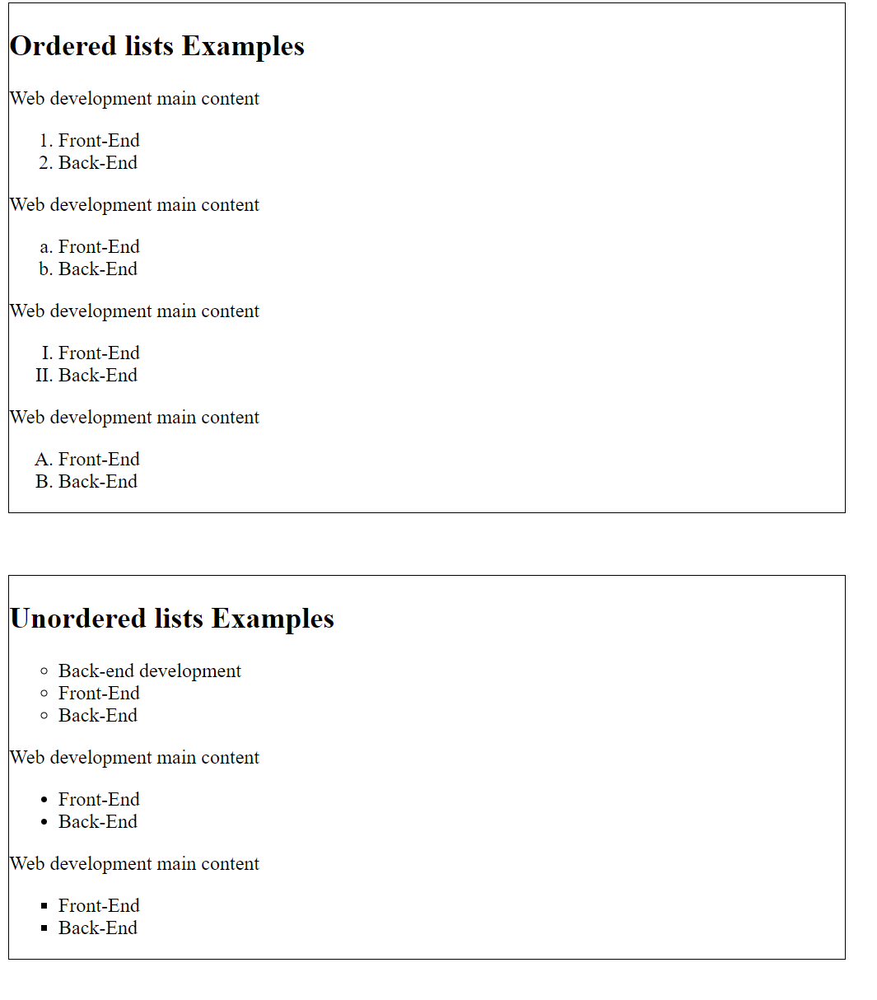 Ordered lists Examples
Web development main content
1. Front-End
2. Back-End
Web development main content
a. Front-End
b. Back-End
Web development main content
I. Front-End
II. Back-End
Web development main content
A. Front-End
B. Back-End
Unordered lists Examples
◦ Back-end development
◦ Front-End
◦ Back-End
Web development main content
• Front-End
• Back-End
Web development main content
▪ Front-End
▪ Back-End